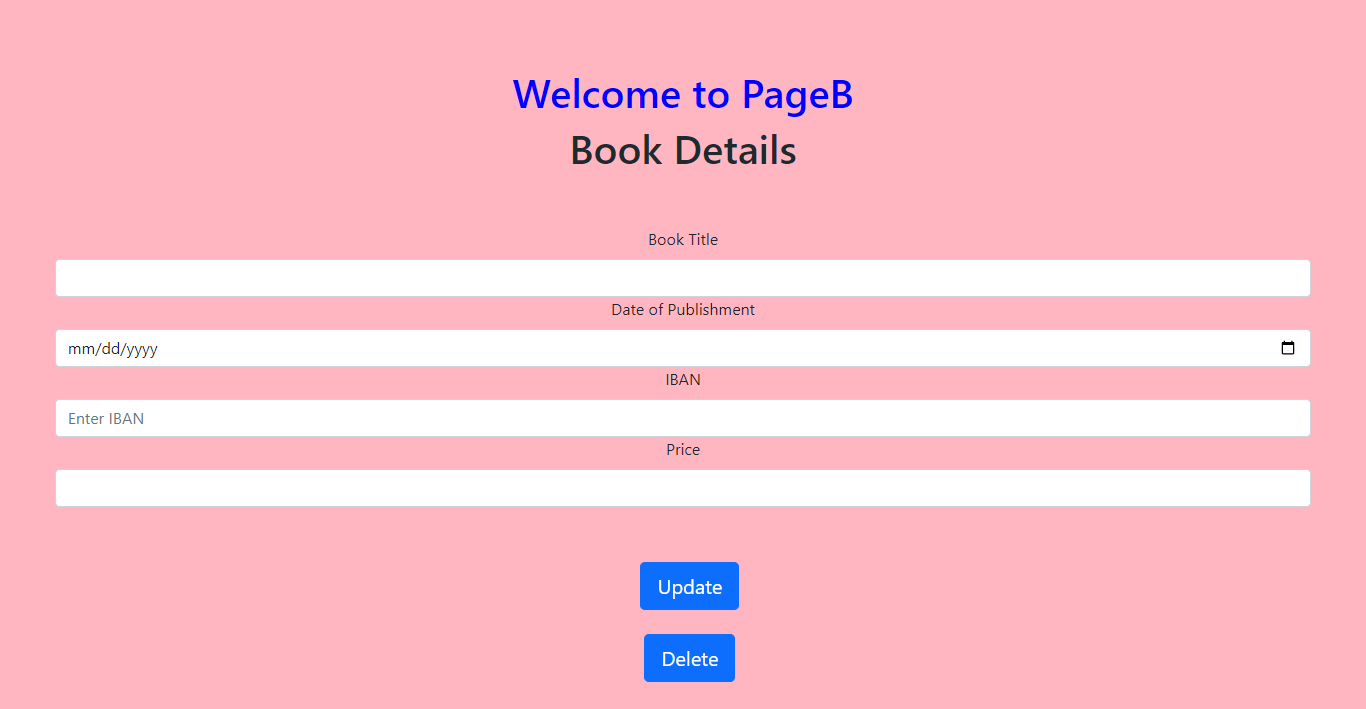 Welcome to PageB
Book Details
Book Title
Date of Publishment
mm/dd/yyyy
IBAN
Enter IBAN
Price
Update
Delete